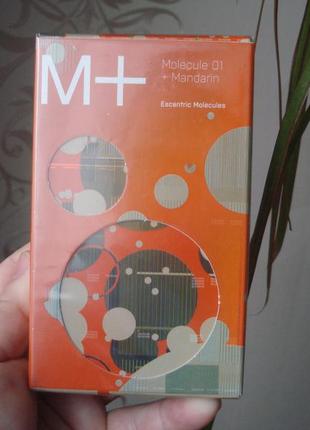 M+
Molecule 01
+ Mandarin
Escentric Molecules